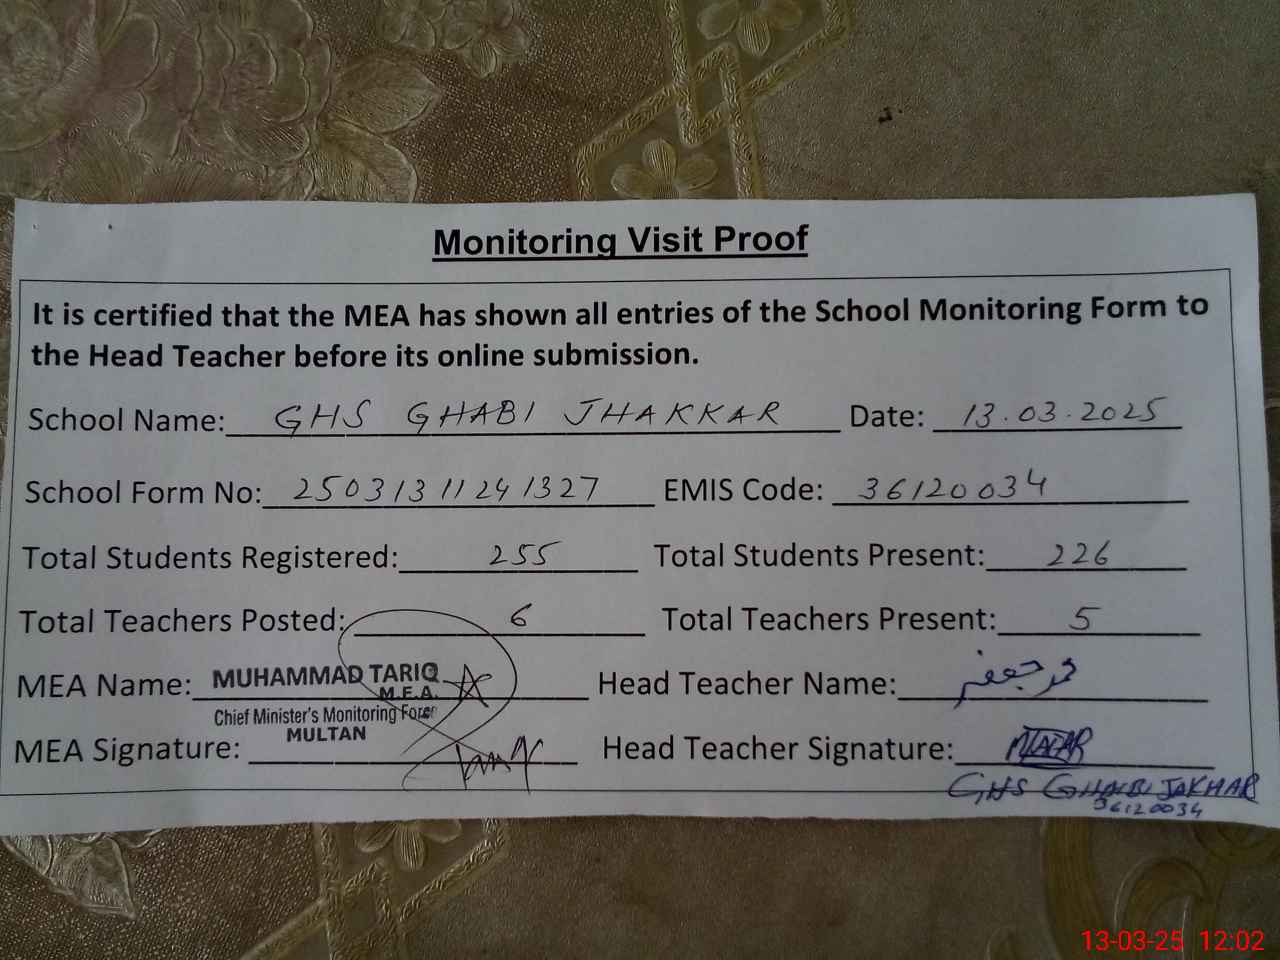 Monitoring Visit Proof
It is certified that the MEA has shown all entries of the School Monitoring Form to
the Head Teacher before its online submission.
School Name: GHS GHABI JHAKKAR Date: 13.03.2025
School Form No: 25031311241327 EMIS Code: 36120034
Total Students Registered: 255 Total Students Present: 226
Total Teachers Posted: 6 Total Teachers Present: 5
MEA Name: MUHAMMAD TARIQ Head Teacher Name:
M.E.A.
Chief Minister's Monitoring Force
MULTAN
MEA Signature: Head Teacher Signature:
GHS GHAIBI JAKHAR
36120034
13-03-25 12:02